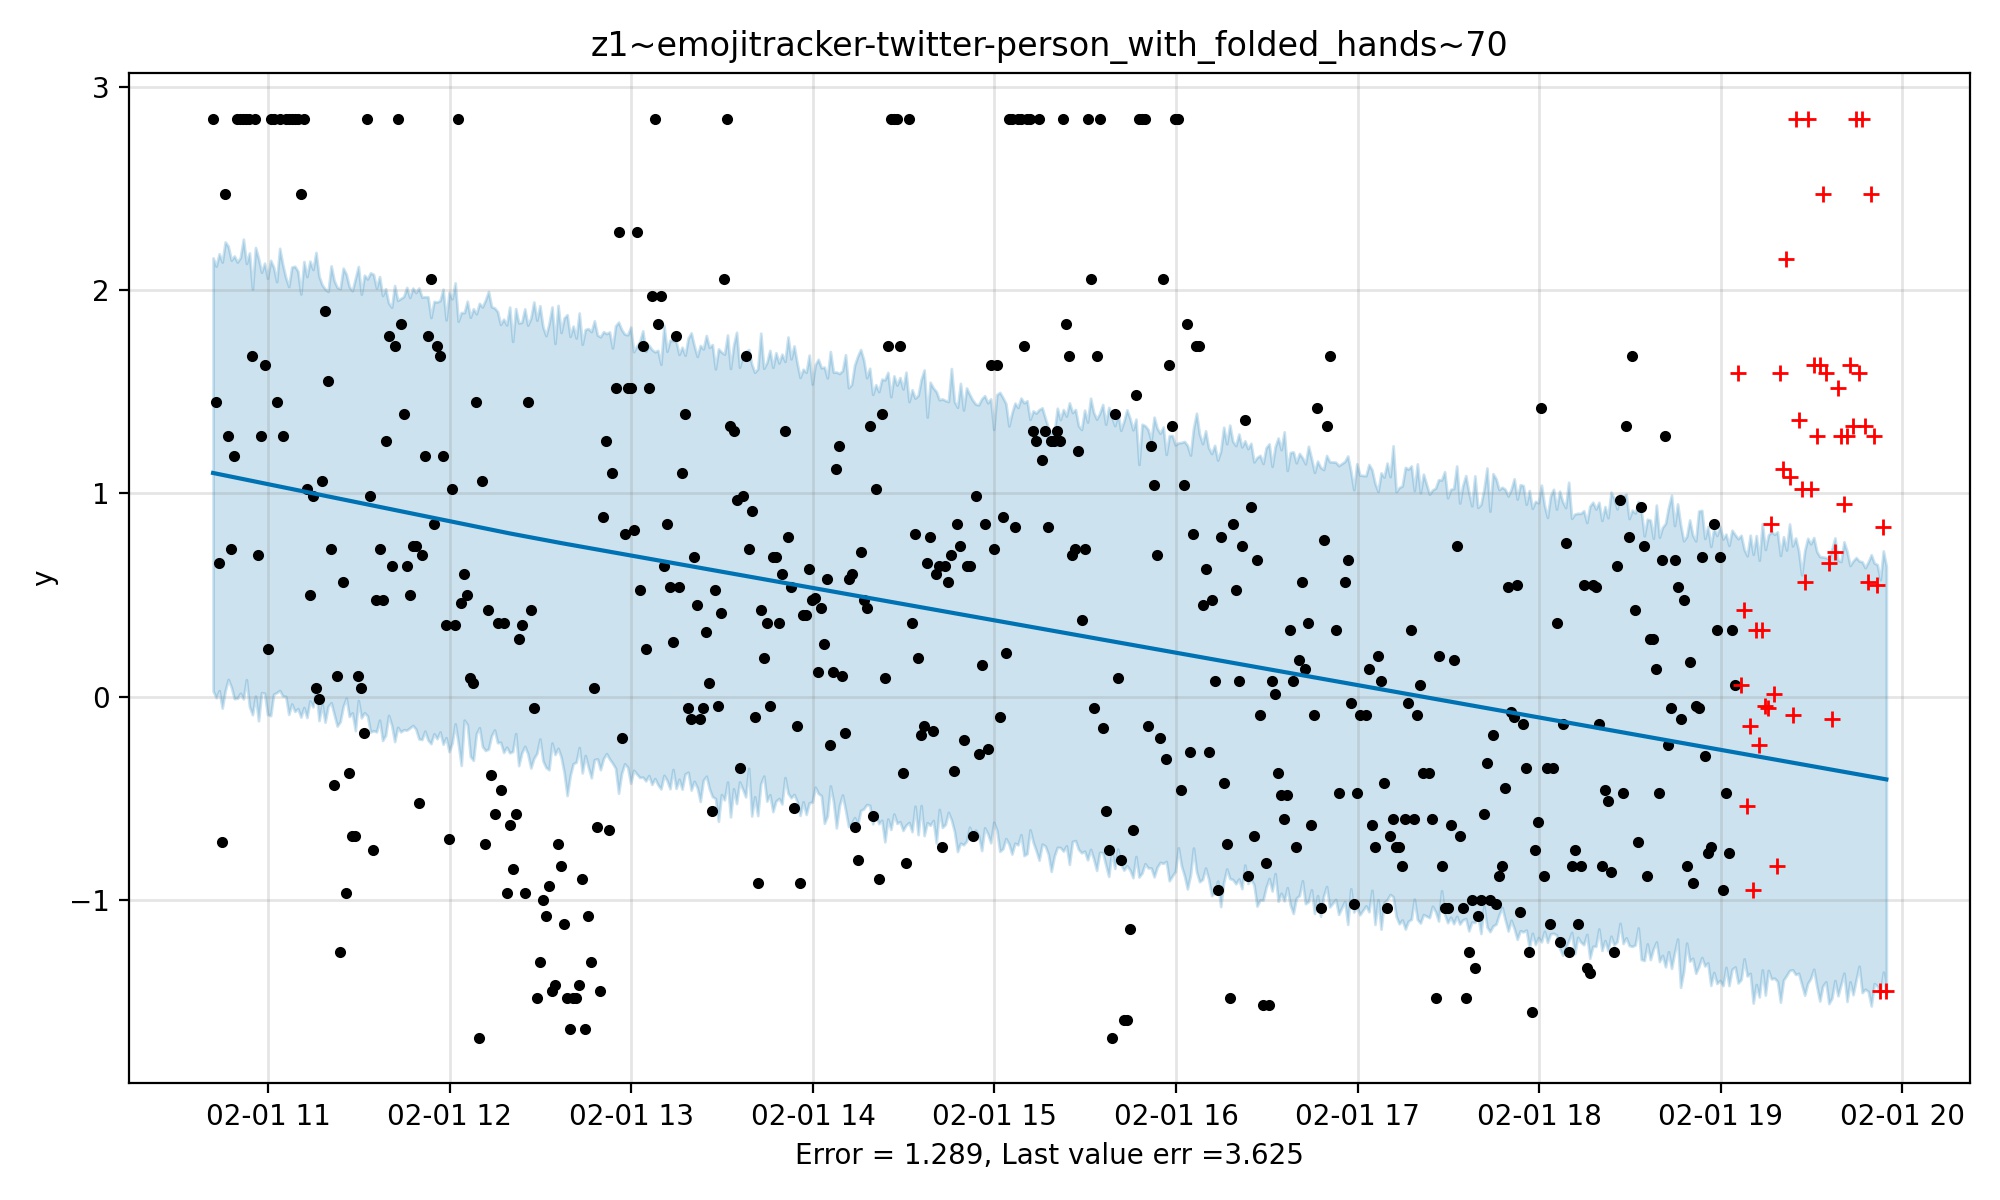 z1~emojitracker-twitter-person_with_folded_hands~70
3
2
1
0
−1
y
02-01 11 02-01 12 02-01 13 02-01 14 02-01 15 02-01 16 02-01 17 02-01 18 02-01 19 02-01 20
Error = 1.289, Last value err =3.625